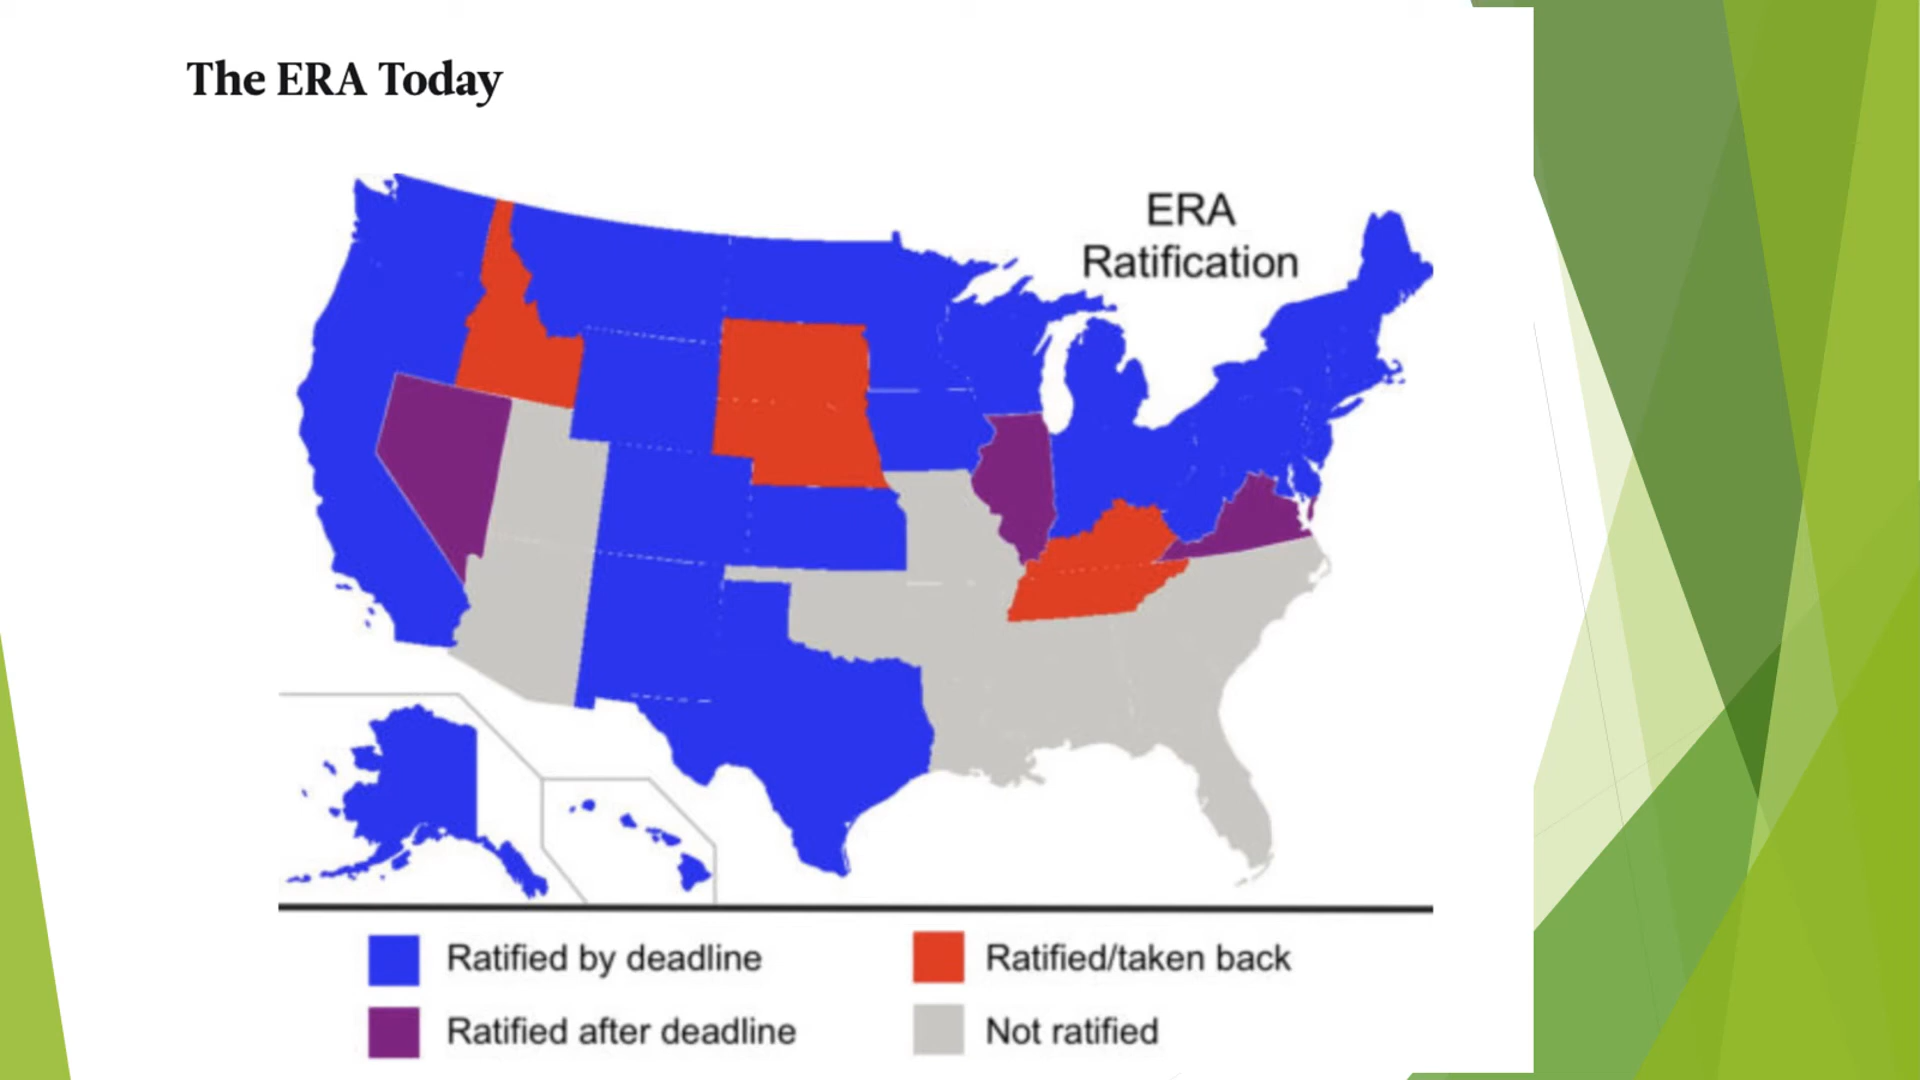 The ERA Today
ERA
Ratification
Ratified by deadline
Ratified/taken back
Ratified after deadline
Not ratified